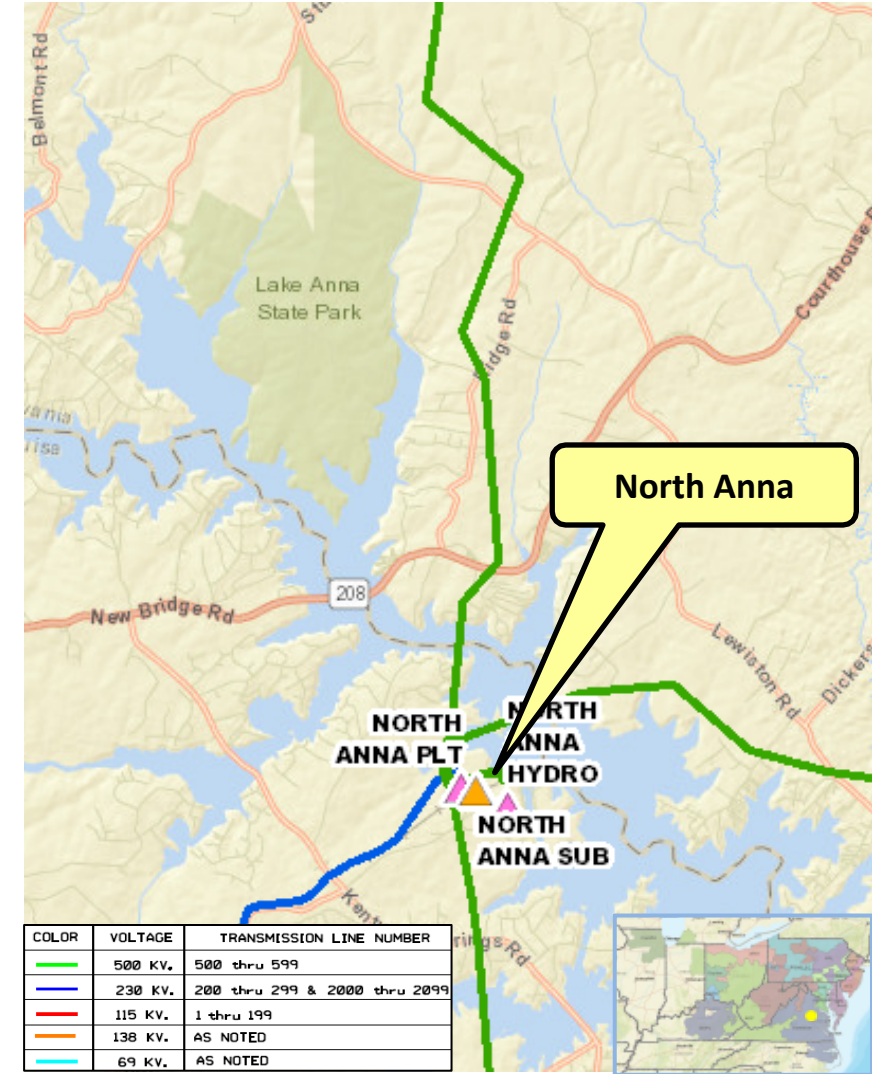 Belmont Rd
Lake Anna
State Park
Courthouse
North Anna
208
New Bridge Rd
Lewiston Rd
NORTH
ANNA PLT
NORTH
ANNA
HYDRO
NORTH
ANNA SUB
COLOR VOLTAGE TRANSMISSION LINE NUMBER
500 KV. 500 thru 599
230 KV. 200 thru 299 & 2000 thru 2099
115 KV. 1 thru 199
138 KV. AS NOTED
69 KV. AS NOTED